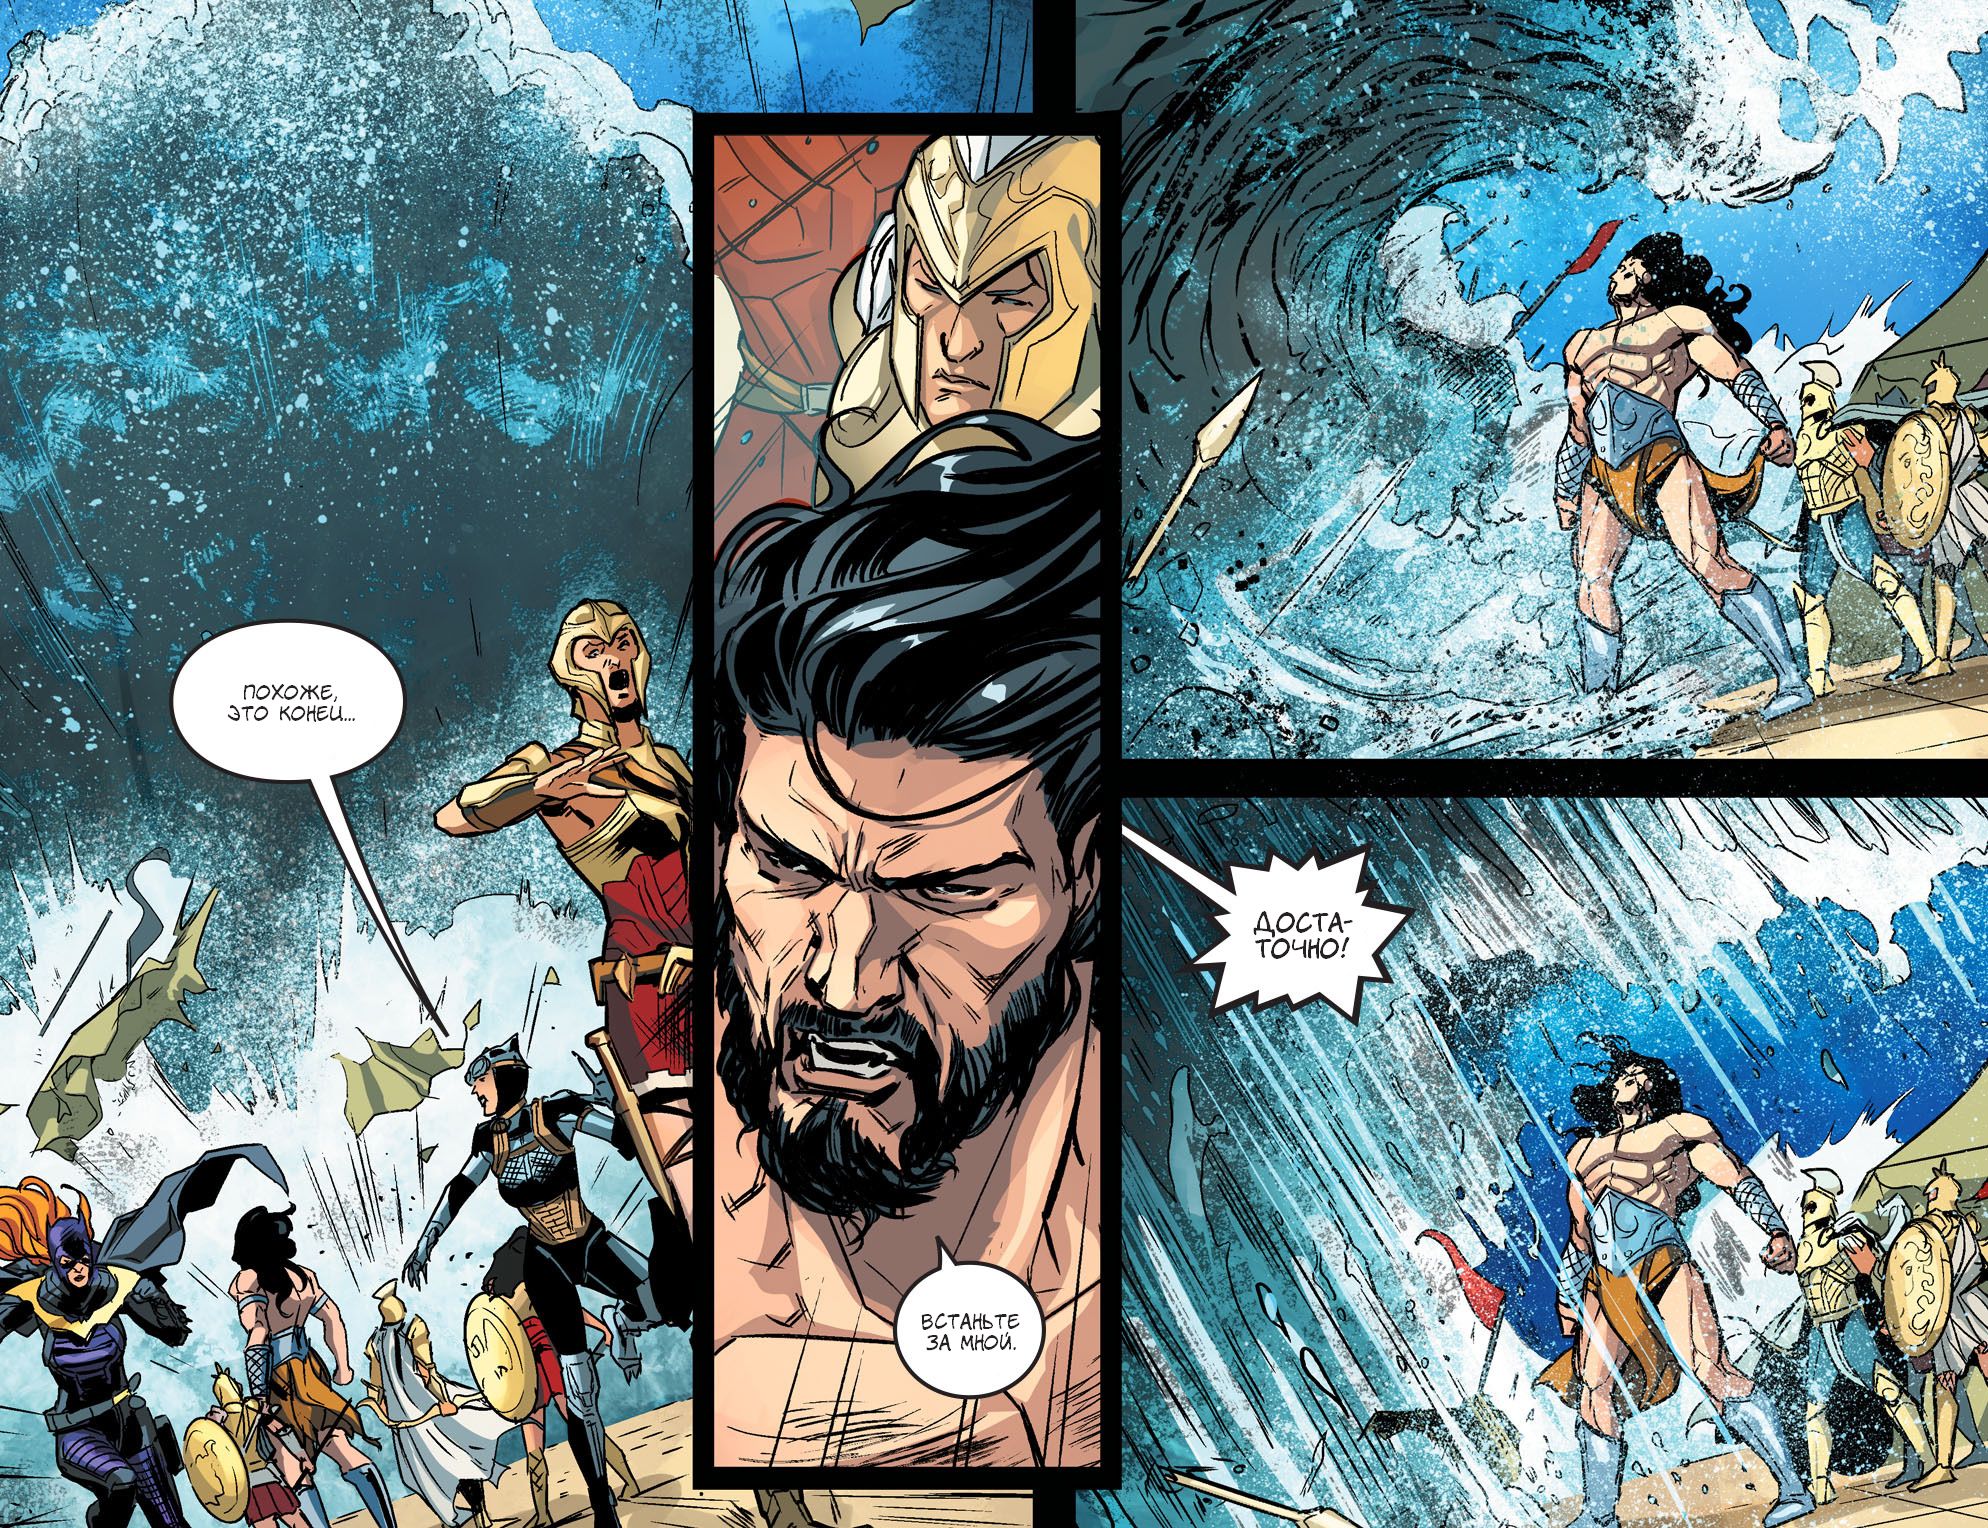 ПОХОЖЕ,
ЭТО КОНЕЦ...
ВСТАНЬТЕ
ЗА МНОЙ.
ДОСТА-
ТОЧНО!